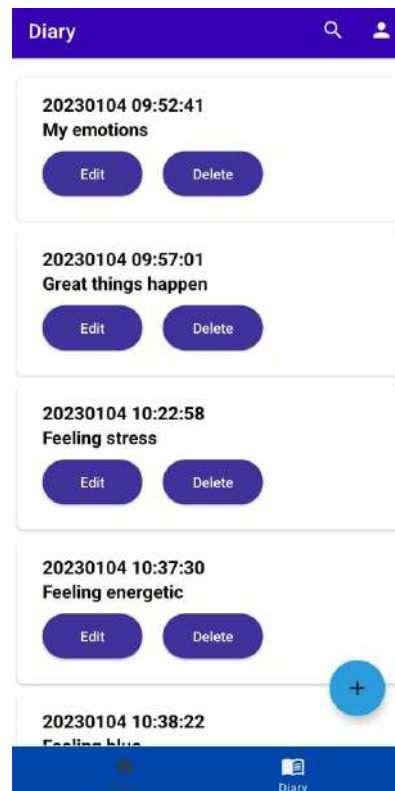 Diary
20230104 09:52:41
My emotions
Edit Delete
20230104 09:57:01
Great things happen
Edit Delete
20230104 10:22:58
Feeling stress
Edit Delete
20230104 10:37:30
Feeling energetic
Edit Delete
+
20230104 10:38:22
Feeling blue
Diary